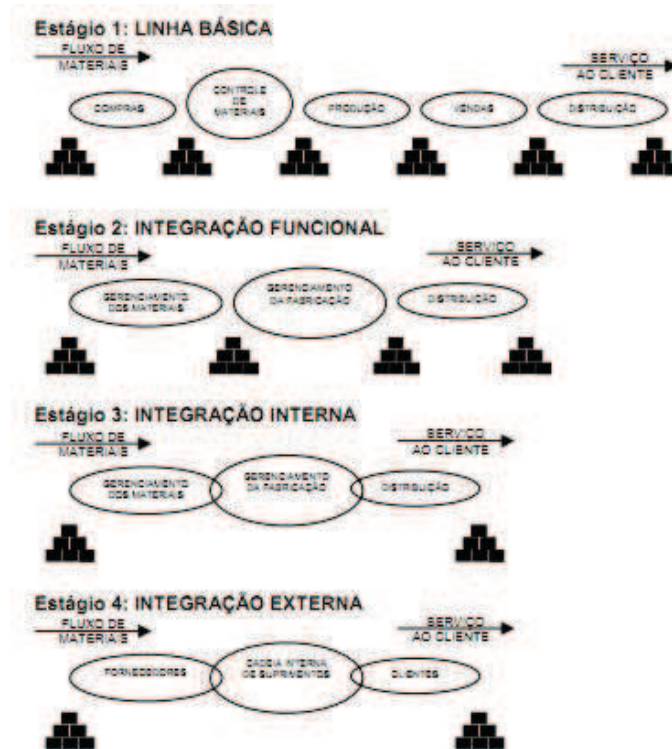 Estágio 1: LINHA BÁSICA
FLUXO DE
MATERIAIS
SERVIÇO
AO CLIENTE
COMPRAS
CONTROLE
DE
MATERIAIS
PRODUÇÃO
VENDAS
DISTRIBUIÇÃO
Estágio 2: INTEGRAÇÃO FUNCIONAL
FLUXO DE
MATERIAIS
SERVIÇO
AO CLIENTE
GERENCIAMENTO
DOS MATERIAIS
GERENCIAMENTO
DA FABRICAÇÃO
DISTRIBUIÇÃO
Estágio 3: INTEGRAÇÃO INTERNA
FLUXO DE
MATERIAIS
SERVIÇO
AO CLIENTE
GERENCIAMENTO
DOS MATERIAIS
GERENCIAMENTO
DA FABRICAÇÃO
DISTRIBUIÇÃO
Estágio 4: INTEGRAÇÃO EXTERNA
FLUXO DE
MATERIAIS
SERVIÇO
AO CLIENTE
FORNECEDORES
CADEIA INTERNA
DE SUPRIMENTOS
CLIENTES